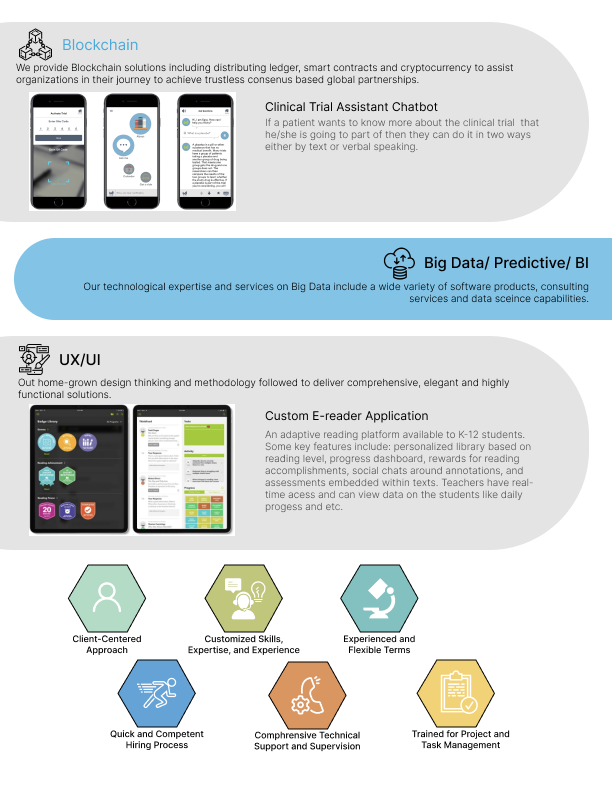 Blockchain
We provide Blockchain solutions including distributing ledger, smart contracts and cryptocurrency to assist
organizations in their journey to achieve trustless consenus based global partnerships.
Clinical Trial Assistant Chatbot
If a patient wants to know more about the clinical trial that
he/she is going to part of then they can do it in two ways
either by text or verbal speaking.
Big Data/ Predictive/ BI
Our technological expertise and services on Big Data include a wide variety of software products, consulting
services and data sceince capabilities.
UX/UI
Out home-grown design thinking and methodology followed to deliver comprehensive, elegant and highly
functional solutions.
Badge Library
Custom E-reader Application
An adaptive reading platform available to K-12 students.
Some key features include: personalized library based on
reading level, progress dashboard, rewards for reading
accomplishments, social chats around annotations, and
assessments embedded within texts. Teachers have real-
time acess and can view data on the students like daily
progess and etc.
Client-Centered
Approach
Customized Skills,
Expertise, and Experience
Experienced and
Flexible Terms
Quick and Competent
Hiring Process
Comphrensive Technical
Support and Supervision
Trained for Project and
Task Management